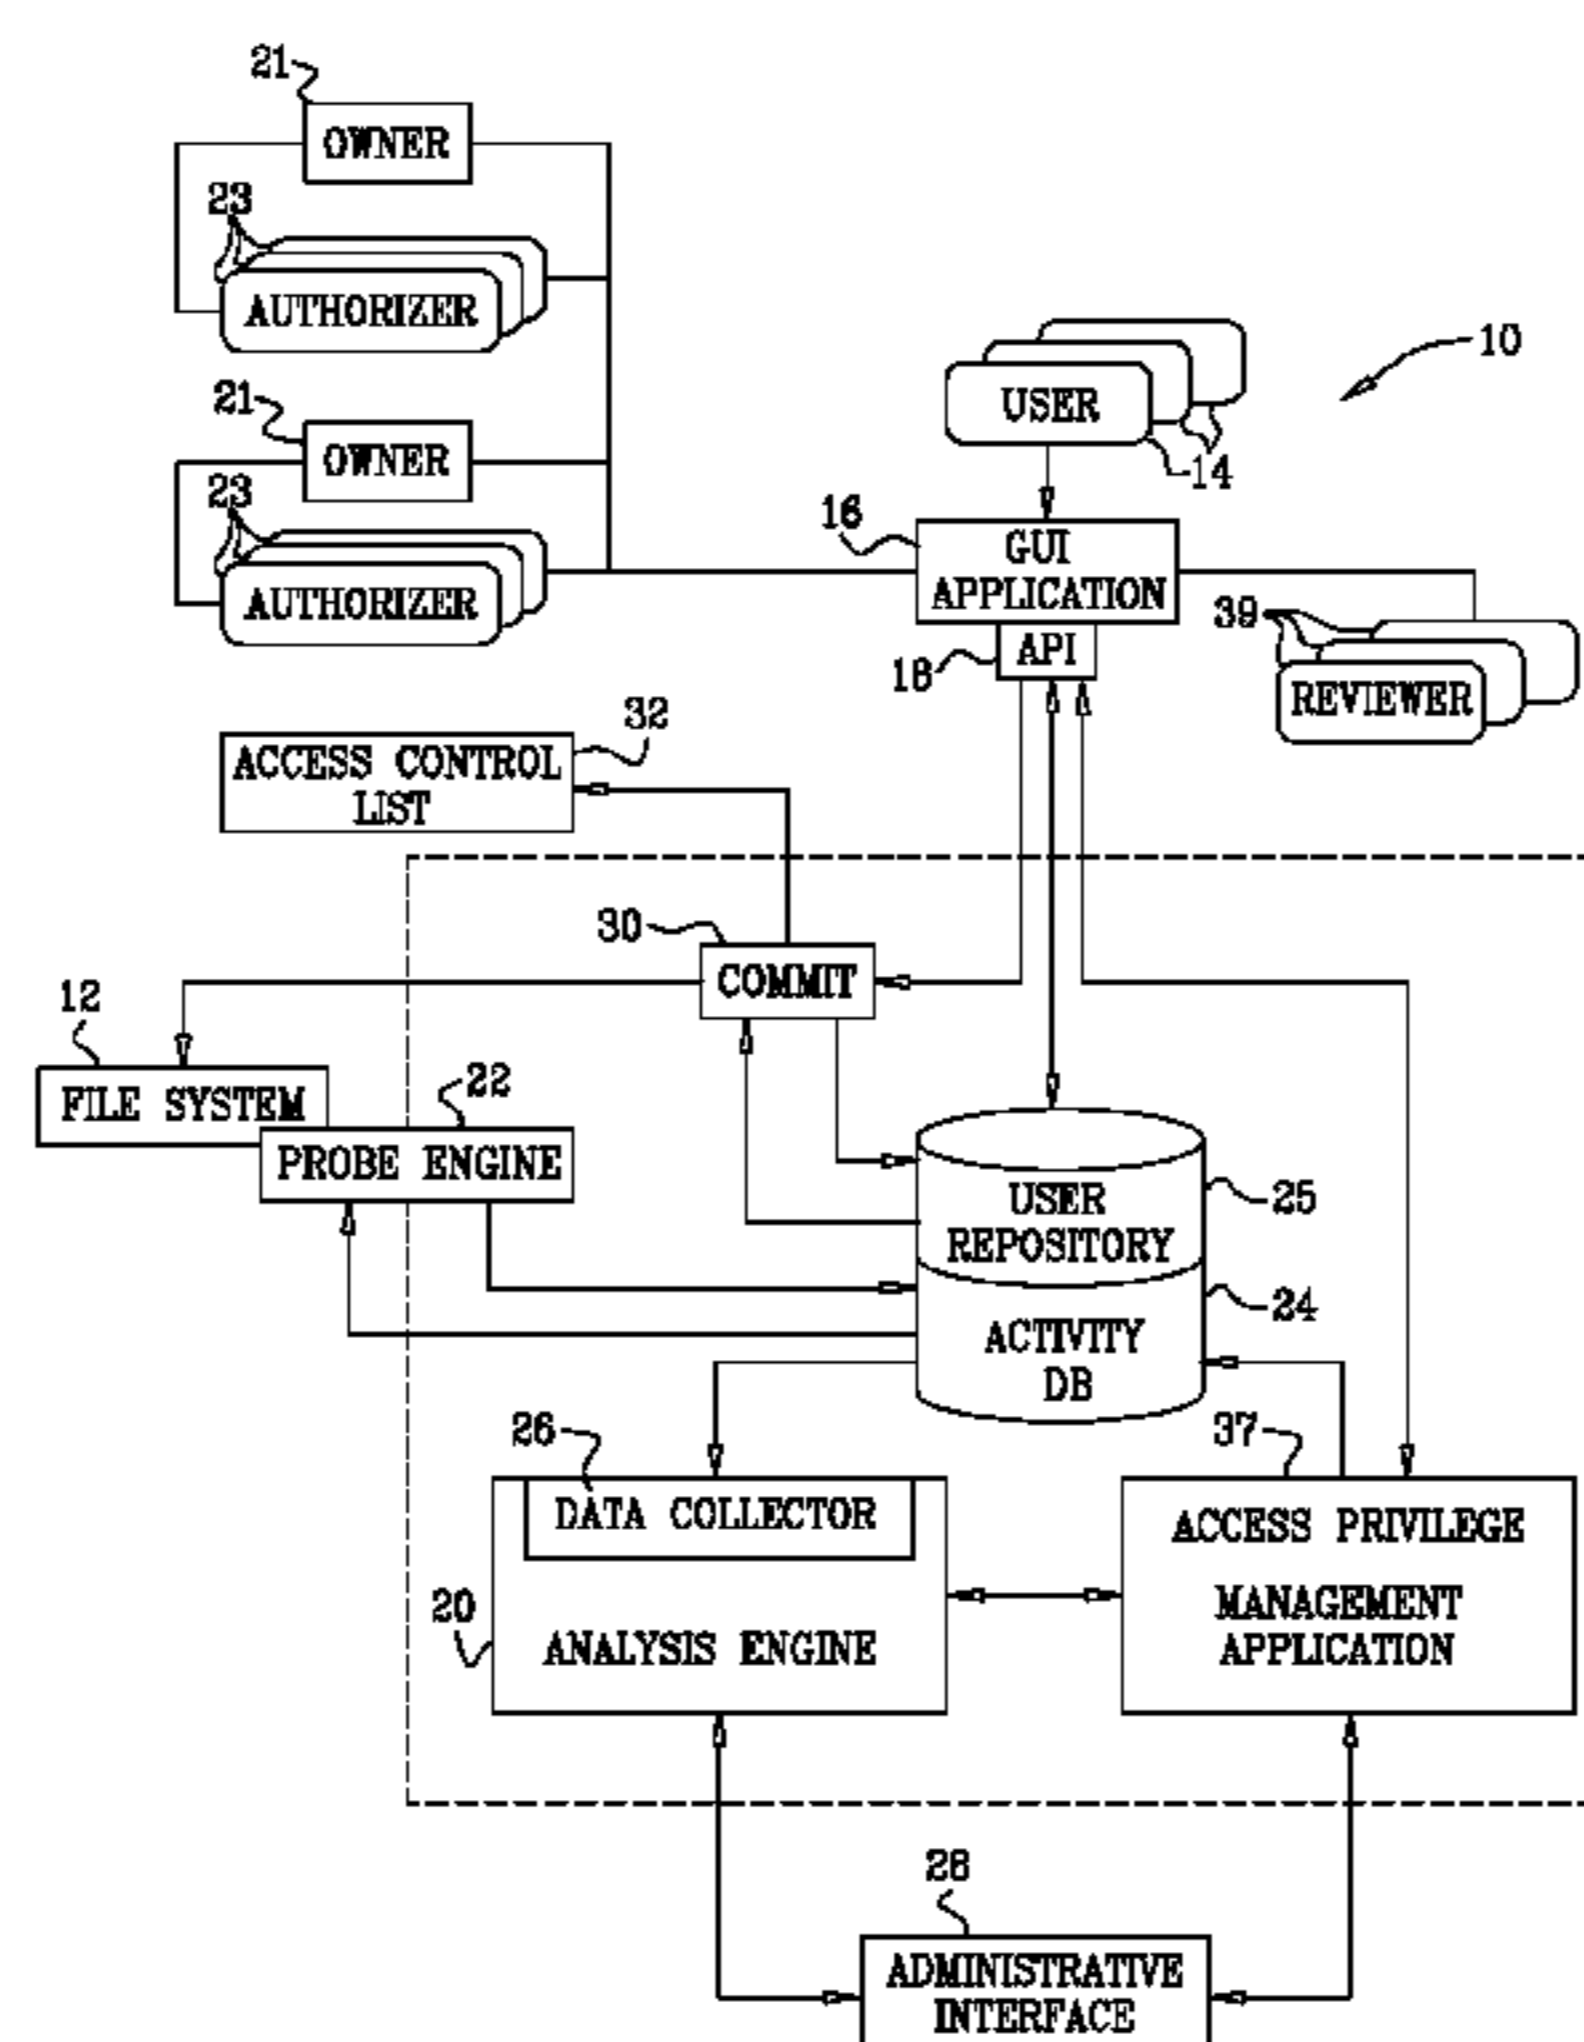 21
OWNER
23
AUTHORIZER
21
OWNER
23
AUTHORIZER
USER
14
10
16
GUI
APPLICATION
18
API
39
REVIEWER
32
ACCESS CONTROL
LIST
30
COMMIT
12
FILE SYSTEM
22
PROBE ENGINE
USER
REPOSITORY
25
ACTIVITY
DB
24
26
DATA COLLECTOR
20
ANALYSIS ENGINE
37
ACCESS PRIVILEGE
MANAGEMENT
APPLICATION
28
ADMINISTRATIVE
INTERFACE